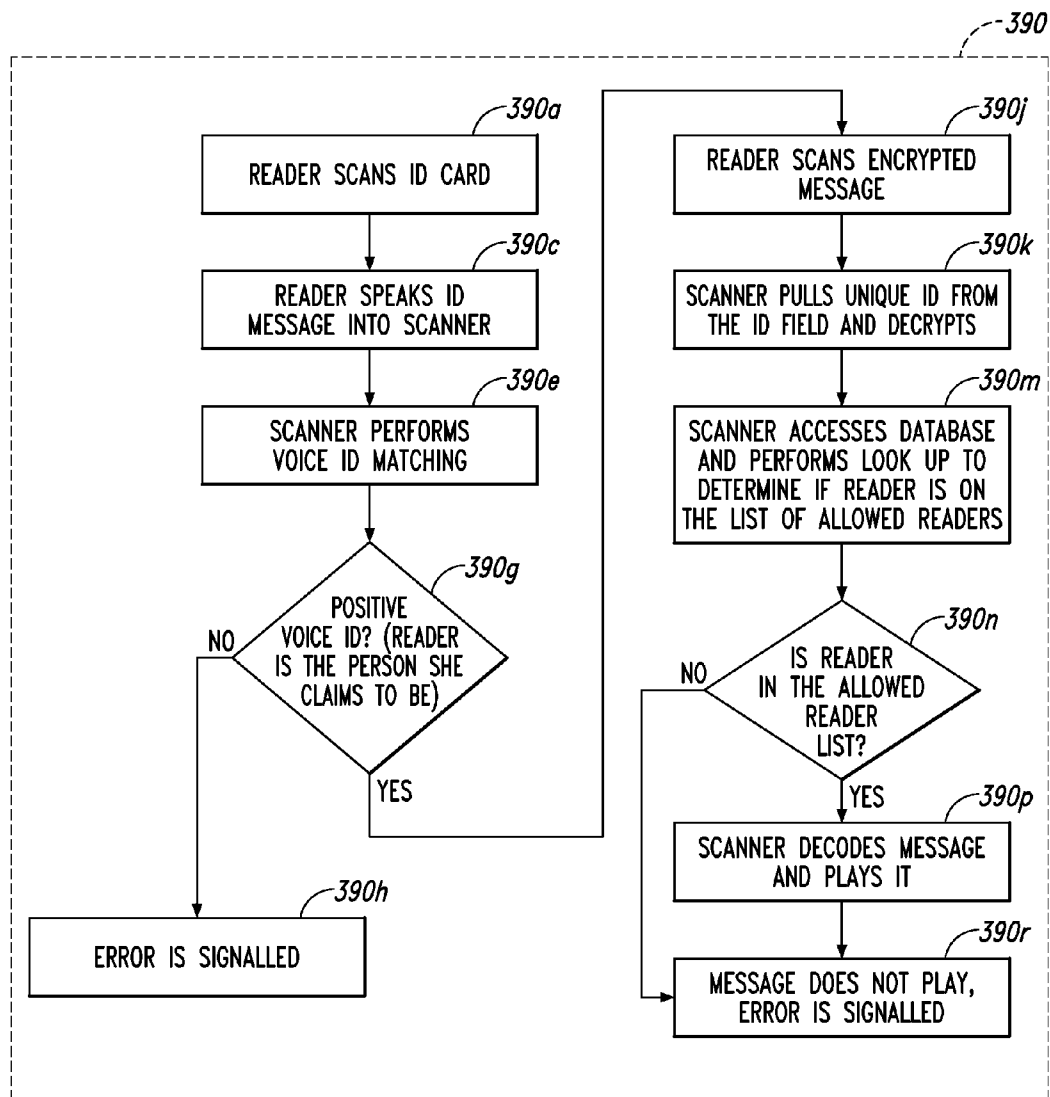 390
390a
READER SCANS ID CARD
390c
READER SPEAKS ID
MESSAGE INTO SCANNER
390e
SCANNER PERFORMS
VOICE ID MATCHING
390g
POSITIVE
VOICE ID? (READER
IS THE PERSON SHE
CLAIMS TO BE)
NO
YES
390h
ERROR IS SIGNALLED
390j
READER SCANS ENCRYPTED
MESSAGE
390k
SCANNER PULLS UNIQUE ID FROM
THE ID FIELD AND DECRYPTS
390m
SCANNER ACCESSES DATABASE
AND PERFORMS LOOK UP TO
DETERMINE IF READER IS ON
THE LIST OF ALLOWED READERS
390n
IS READER
IN THE ALLOWED
READER
LIST?
NO
YES
390p
SCANNER DECODES MESSAGE
AND PLAYS IT
390r
MESSAGE DOES NOT PLAY,
ERROR IS SIGNALLED